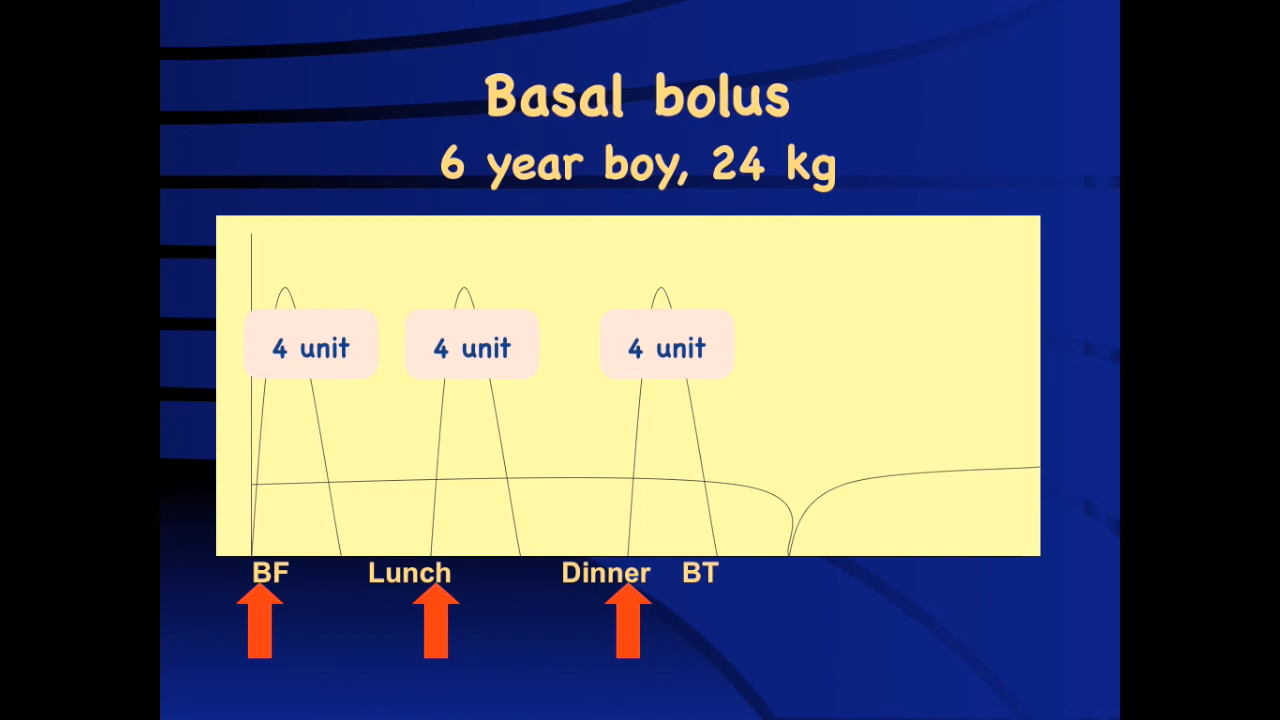 Basal bolus
6 year boy, 24 kg
4 unit 4 unit 4 unit
BF Lunch Dinner BT